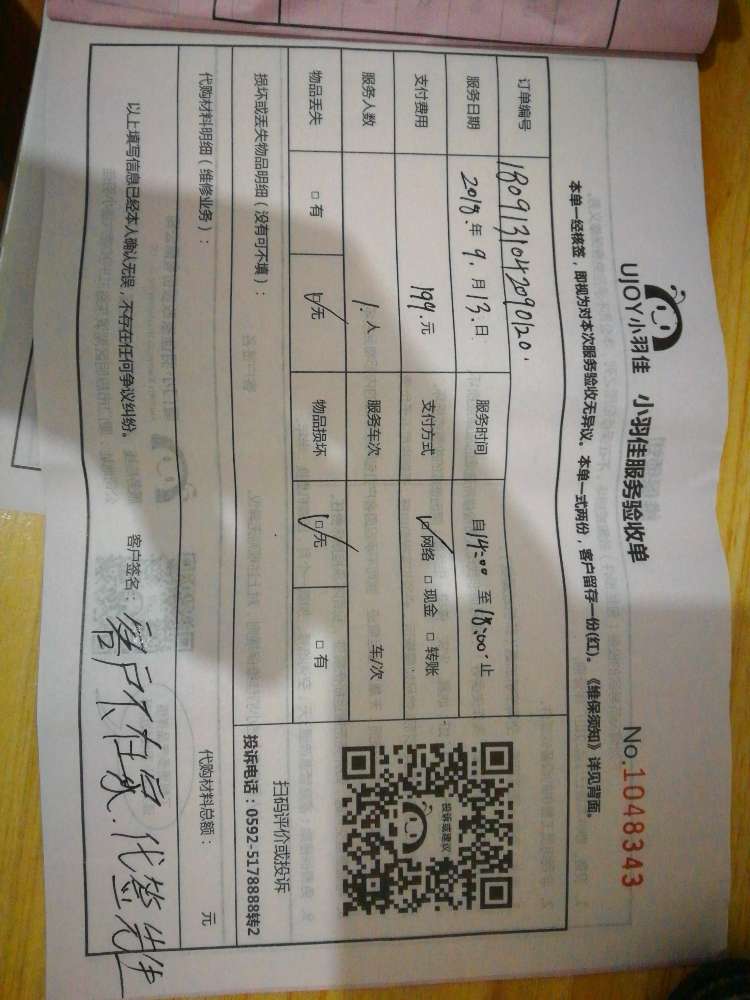 UJOY小羽佳 小羽佳服务验收单 No.1048343
本单一经核签，即视为对本次服务验收无异议。本单一式两份，客户留存一份(红)。《维保须知》详见背面。
订单编号 1809131042090120.
服务日期 2018.年9.月13.日 服务时间 自14:00至18:00.止
支付费用 199.元 支付方式 ☑网络 □现金 □转账
服务人数 1.人 服务车次 车/次
物品丢失 □有 ☑无 物品损坏 ☑无 □有
损坏或丢失物品明细（没有可不填）：
投诉或建议
扫码评价或投诉
投诉电话：0592-5178888转2
代购材料明细（维修业务）： 代购材料总额： 元
以上填写信息已经本人确认无误，不存在任何争议纠纷。 客户签名： 客户不在家.代签 先生